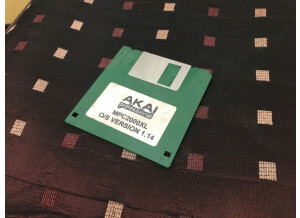 AKAI
professional
MPC2000XL
O/S VERSION 1.14